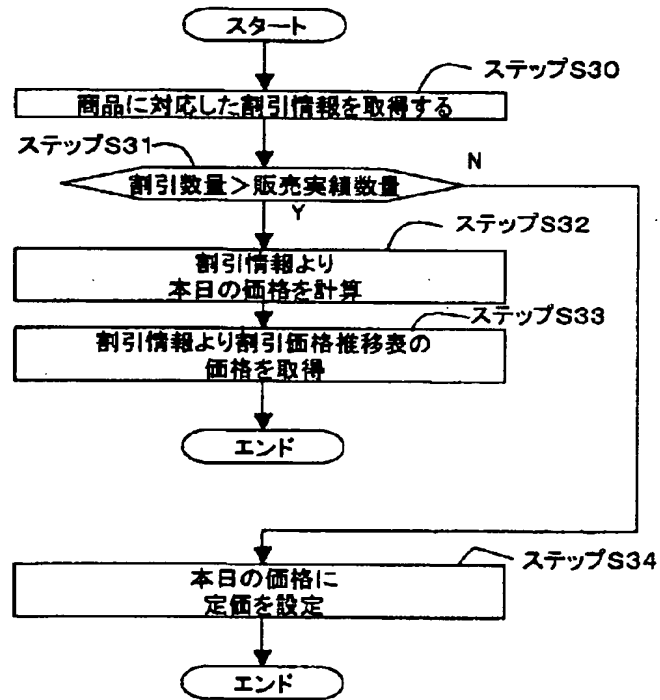 スタート
ステップS30
商品に対応した割引情報を取得する
ステップS31
N
割引数量＞販売実績数量
Y
ステップS32
割引情報より
本日の価格を計算
ステップS33
割引情報より割引価格推移表の
価格を取得
エンド
ステップS34
本日の価格に
定価を設定
エンド